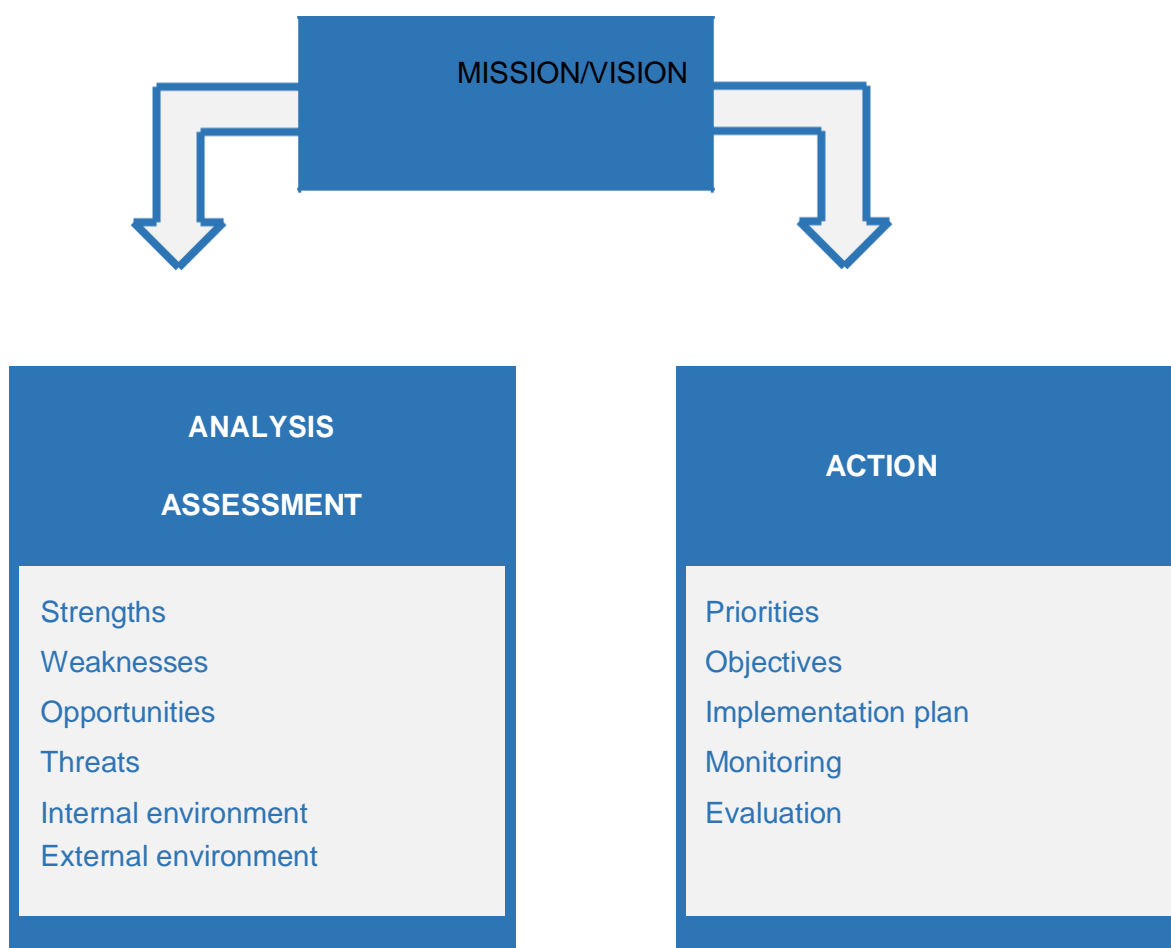 MISSION/VISION
ANALYSIS
ASSESSMENT
Strengths
Weaknesses
Opportunities
Threats
Internal environment
External environment
ACTION
Priorities
Objectives
Implementation plan
Monitoring
Evaluation